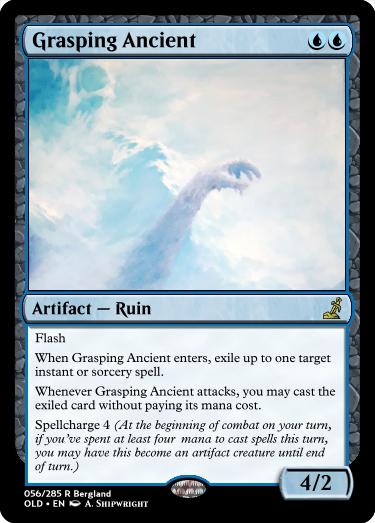 Grasping Ancient
Artifact — Ruin
Flash
When Grasping Ancient enters, exile up to one target
instant or sorcery spell.
Whenever Grasping Ancient attacks, you may cast the
exiled card without paying its mana cost.
Spellcharge 4 (At the beginning of combat on your turn,
if you've spent at least four mana to cast spells this turn,
you may have this become an artifact creature until end
of turn.)
4/2
056/285 R Bergland
OLD • EN A. Shipwright